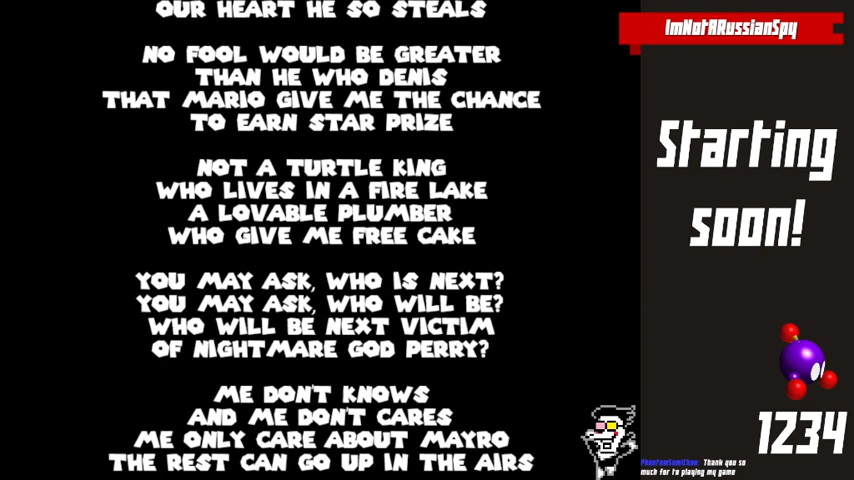 OUR HEART HE SO STEALS
NO FOOL WOULD BE GREATER
THAN HE WHO DENIS
THAT MARIO GIVE ME THE CHANCE
TO EARN STAR PRIZE
NOT A TURTLE KING
WHO LIVES IN A FIRE LAKE
A LOVABLE PLUMBER
WHO GIVE ME FREE CAKE
YOU MAY ASK, WHO IS NEXT?
YOU MAY ASK, WHO WILL BE?
WHO WILL BE NEXT VICTIM
OF NIGHTMARE GOD PERRY?
ME DON'T KNOWS
AND ME DON'T CARES
ME ONLY CARE ABOUT MAYRO
THE REST CAN GO UP IN THE AIRS
ImNotARussianSpy
Starting
soon!
1234
PhantomSumiChan: Thank you so
much for to playing my game